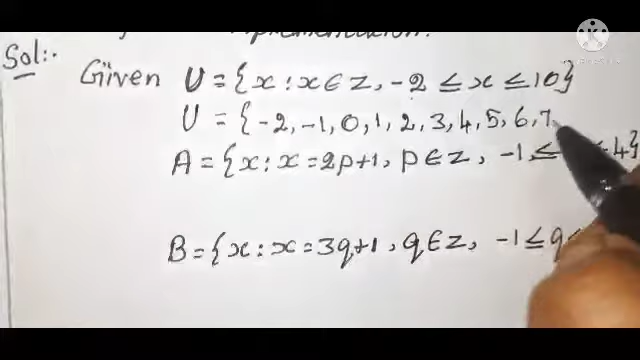 Sol:-
Given U = {x : x ∈ z, -2 ≤ x ≤ 10}
U = {-2, -1, 0, 1, 2, 3, 4, 5, 6, 7
A = {x : x = 2p+1, p ∈ z, -1 ≤ 4}
B = {x : x = 3q+1, q ∈ z, -1 ≤ q ≤